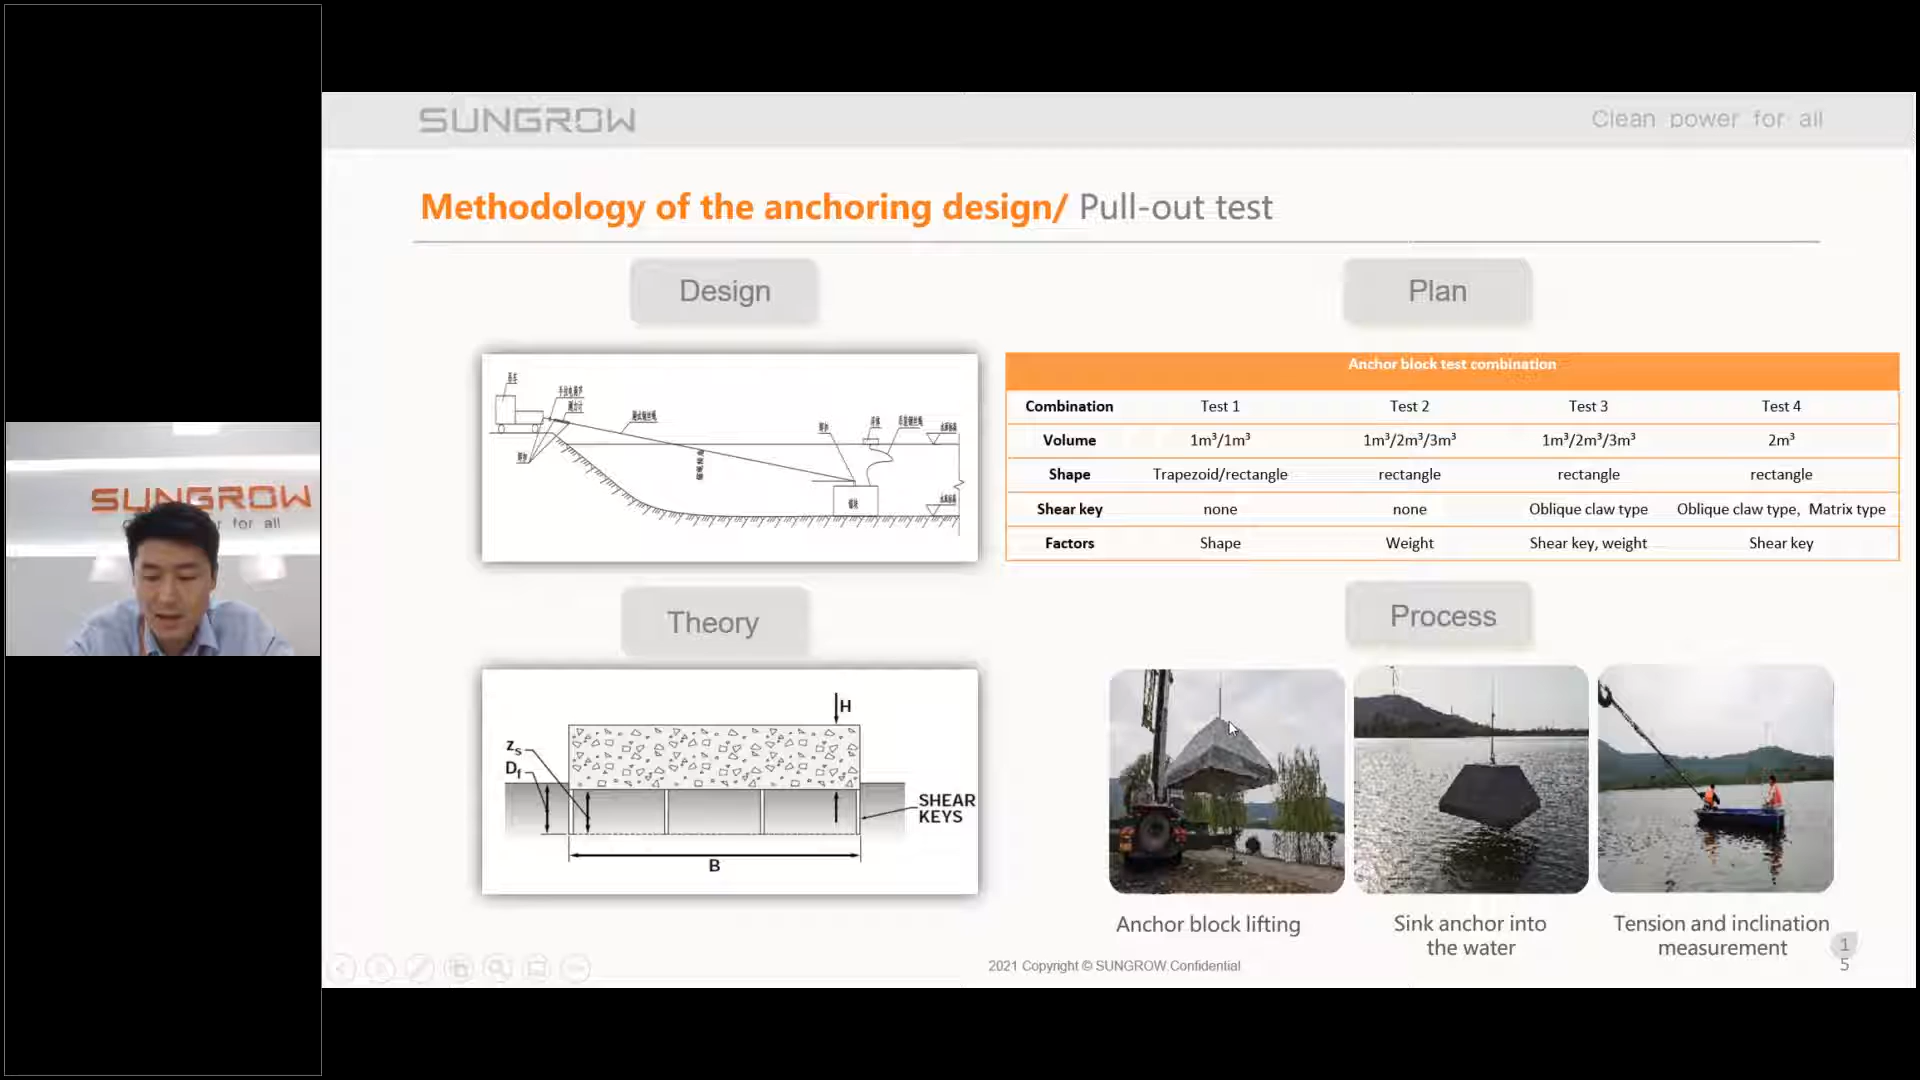 SUNGROW
Clean power for all
Methodology of the anchoring design/ Pull-out test
Design
Plan
Anchor block test combination
Combination Test 1 Test 2 Test 3 Test 4
Volume 1m³/1m³ 1m³/2m³/3m³ 1m³/2m³/3m³ 2m³
Shape Trapezoid/rectangle rectangle rectangle rectangle
Shear key none none Oblique claw type Oblique claw type, Matrix type
Factors Shape Weight Shear key, weight Shear key
Theory
Process
H
Zs
Df
SHEAR
KEYS
B
Anchor block lifting
Sink anchor into
the water
Tension and inclination
measurement
2021 Copyright © SUNGROW.Confidential
1
5
SUNGROW
for all